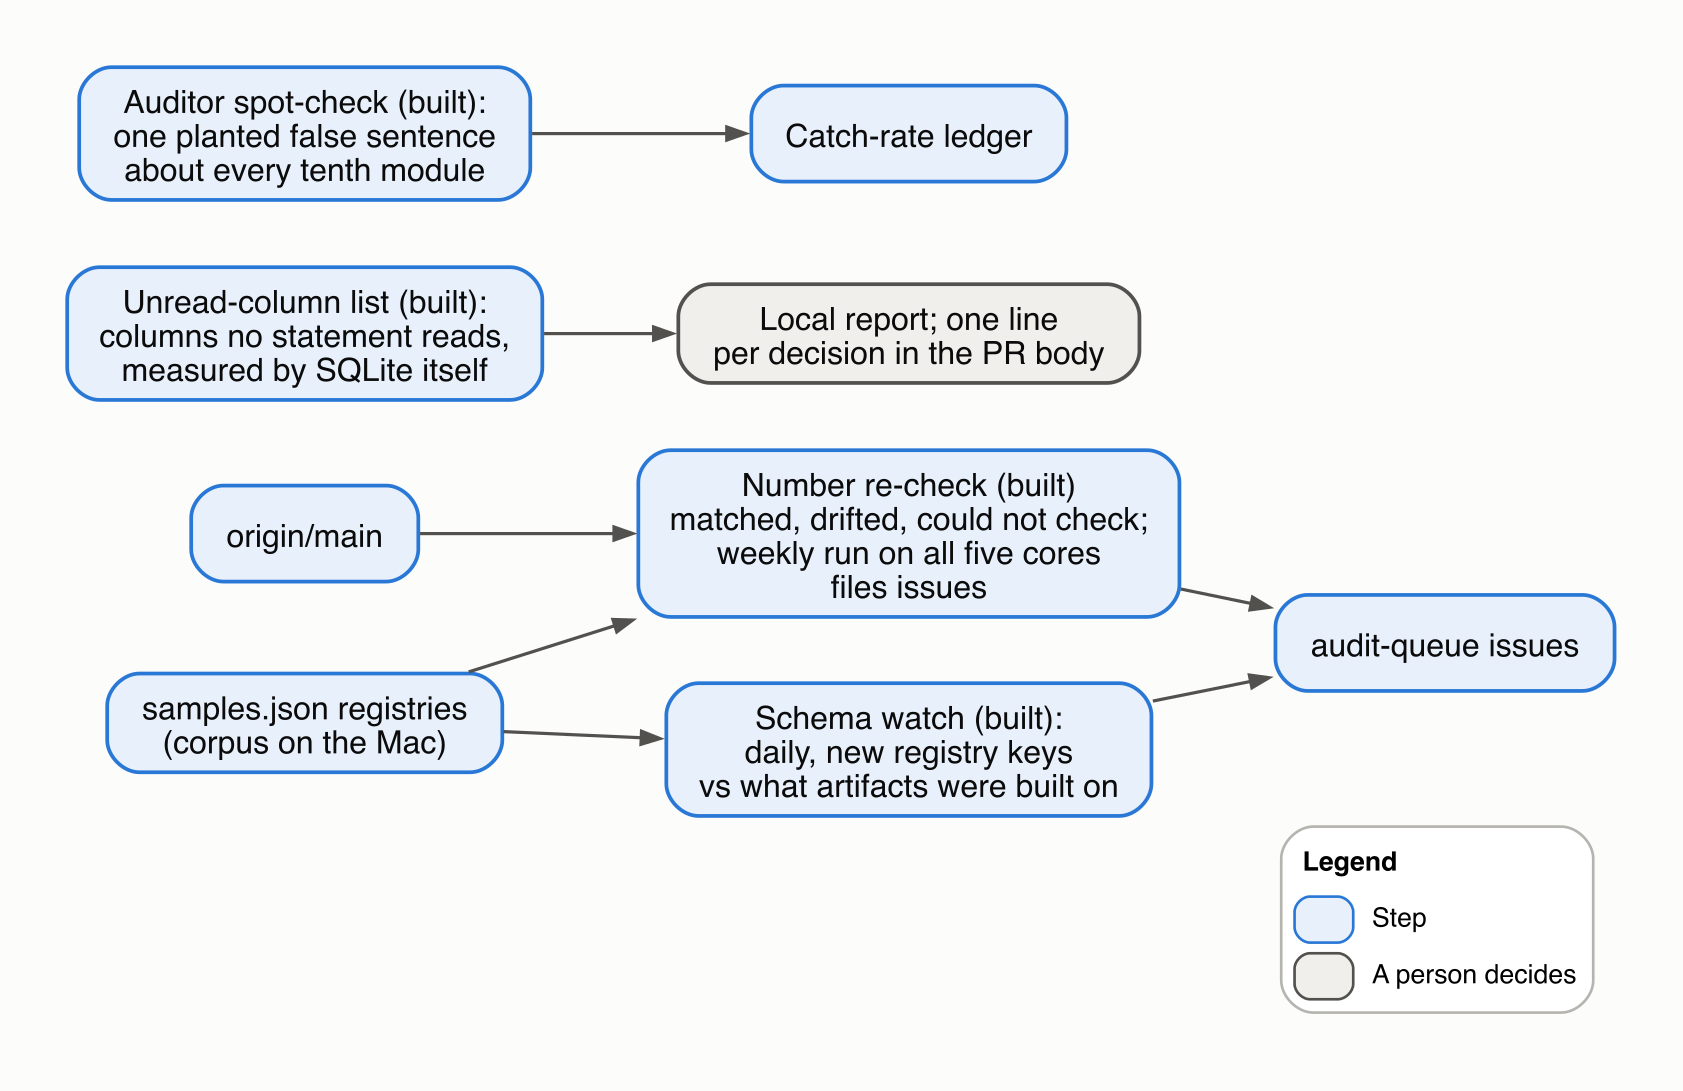 Auditor spot-check (built):
one planted false sentence
about every tenth module
Catch-rate ledger
Unread-column list (built):
columns no statement reads,
measured by SQLite itself
Local report; one line
per decision in the PR body
origin/main
Number re-check (built)
matched, drifted, could not check;
weekly run on all five cores
files issues
audit-queue issues
samples.json registries
(corpus on the Mac)
Schema watch (built):
daily, new registry keys
vs what artifacts were built on
Legend
Step
A person decides